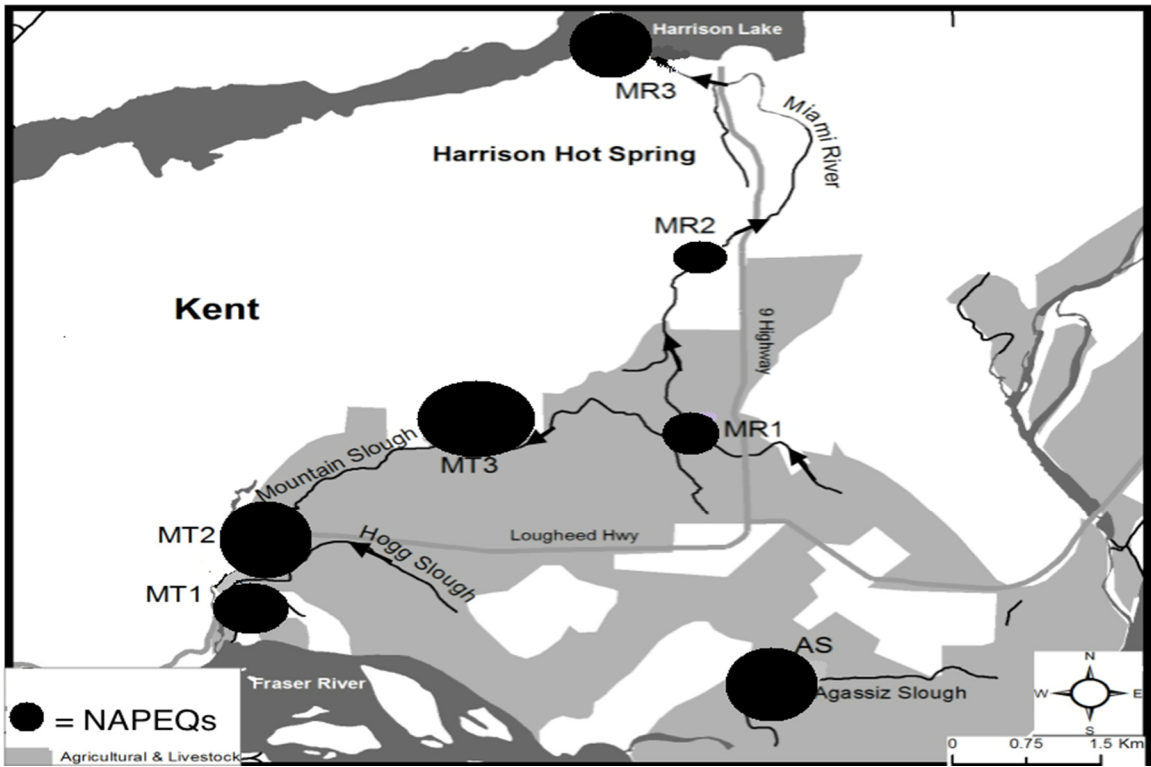 Harrison Lake
MR3
Miami River
Harrison Hot Spring
MR2
Kent
9 Highway
MR1
Mountain Slough
MT3
MT2
Lougheed Hwy
Hogg Slough
MT1
AS
Agassiz Slough
Fraser River
= NAPEQs
Agricultural & Livestock
N
W E
S
0 0.75 1.5 Km